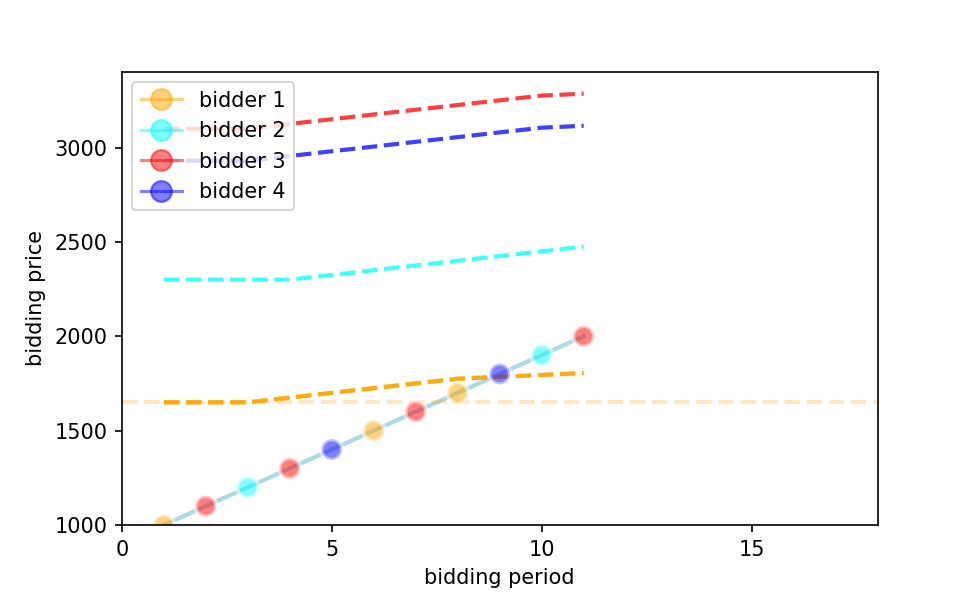 bidder 1
bidder 2
bidder 3
bidder 4
3000
2500
2000
1500
1000
bidding price
0
5
10
15
bidding period